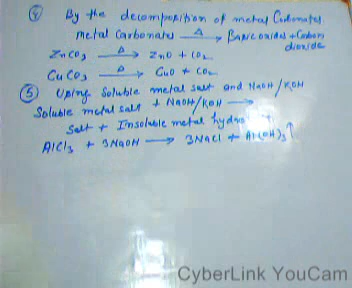 ④ By the decomposition of metal Carbonates
metal Carbonates —Δ→ Basic oxides + Carbon
dioxide
ZnCO3 —Δ→ ZnO + CO2
CuCO3 —Δ→ CuO + CO2
⑤ Using Soluble metal salt and NaOH/KOH
Soluble metal salt + NaOH/KOH →
Salt + Insoluble metal
AlCl3 + 3NaOH → 3NaCl + Al(OH)3↑
CyberLink YouCam